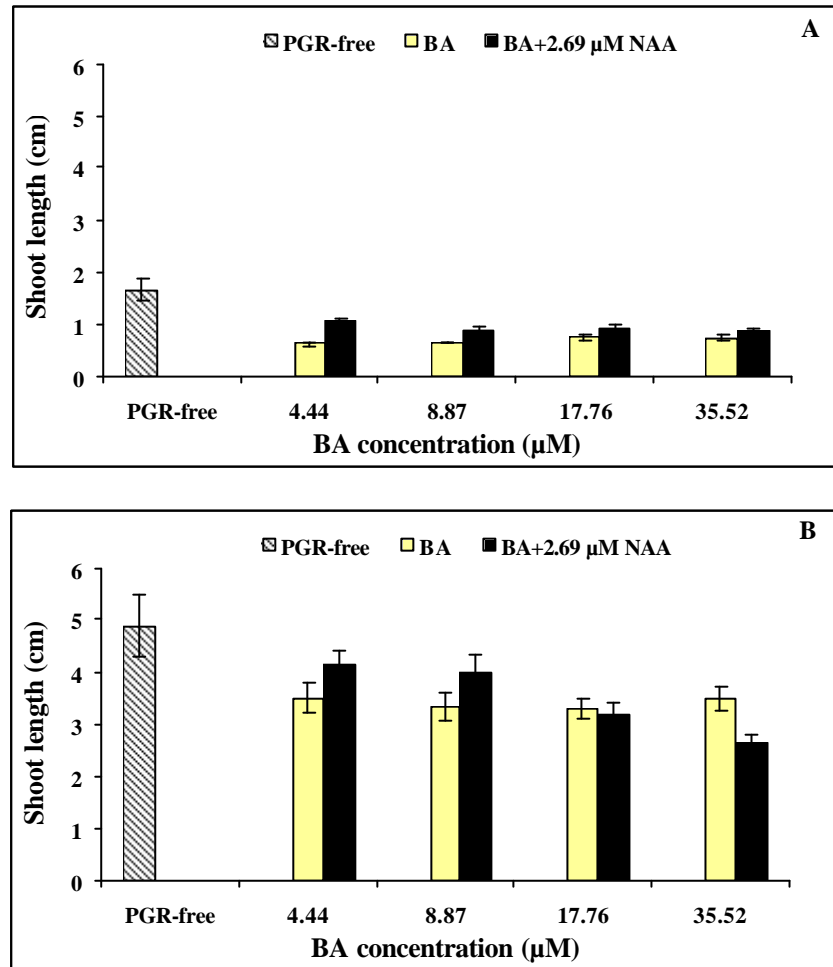 A
PGR-free BA BA+2.69 µM NAA
6
5
4
3
2
1
0
Shoot length (cm)
PGR-free 4.44 8.87 17.76 35.52
BA concentration (µM)
B
PGR-free BA BA+2.69 µM NAA
6
5
4
3
2
1
0
Shoot length (cm)
PGR-free 4.44 8.87 17.76 35.52
BA concentration (µM)